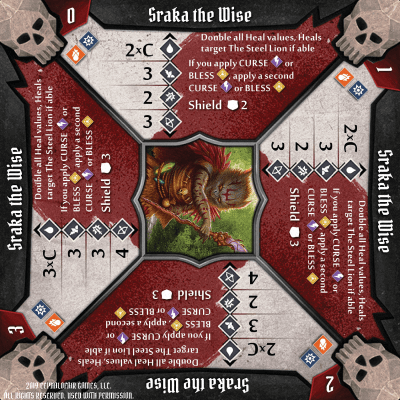 0
Sraka the Wise
2xC
3
2
3
Double all Heal values, Heals
target The Steel Lion if able
If you apply CURSE or
BLESS, apply a second
CURSE or BLESS
Shield 2
1
Sraka the Wise
2xC
3
2
3
Double all Heal values, Heals
target The Steel Lion if able
If you apply CURSE or
BLESS, apply a second
CURSE or BLESS
Shield 3
2
Sraka the Wise
2xC
3
2
4
Double all Heal values, Heals
target The Steel Lion if able
If you apply CURSE or
BLESS, apply a second
CURSE or BLESS
Shield 3
3
Sraka the Wise
3xC
3
3
4
Double all Heal values, Heals
target The Steel Lion if able
If you apply CURSE or
BLESS, apply a second
CURSE or BLESS
Shield 3
2019 CEPHALOFAIR GAMES, LLC.
ALL RIGHTS RESERVED. USED WITH PERMISSION.